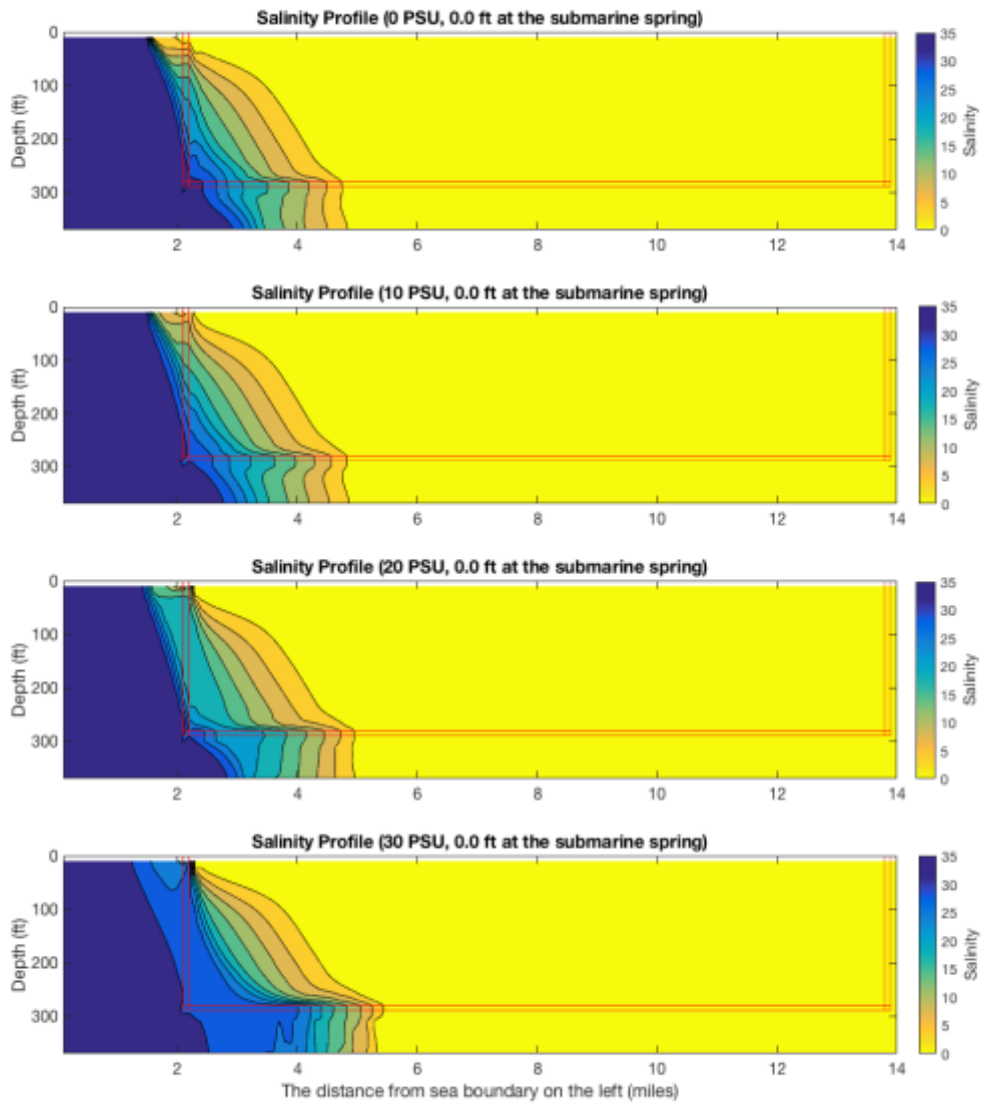 Salinity Profile (0 PSU, 0.0 ft at the submarine spring)
0
100
200
300
Depth (ft)
2 4 6 8 10 12 14
35
30
25
20
15
10
5
0
Salinity
Salinity Profile (10 PSU, 0.0 ft at the submarine spring)
0
100
200
300
Depth (ft)
2 4 6 8 10 12 14
35
30
25
20
15
10
5
0
Salinity
Salinity Profile (20 PSU, 0.0 ft at the submarine spring)
0
100
200
300
Depth (ft)
2 4 6 8 10 12 14
35
30
25
20
15
10
5
0
Salinity
Salinity Profile (30 PSU, 0.0 ft at the submarine spring)
0
100
200
300
Depth (ft)
2 4 6 8 10 12 14
35
30
25
20
15
10
5
0
Salinity
The distance from sea boundary on the left (miles)